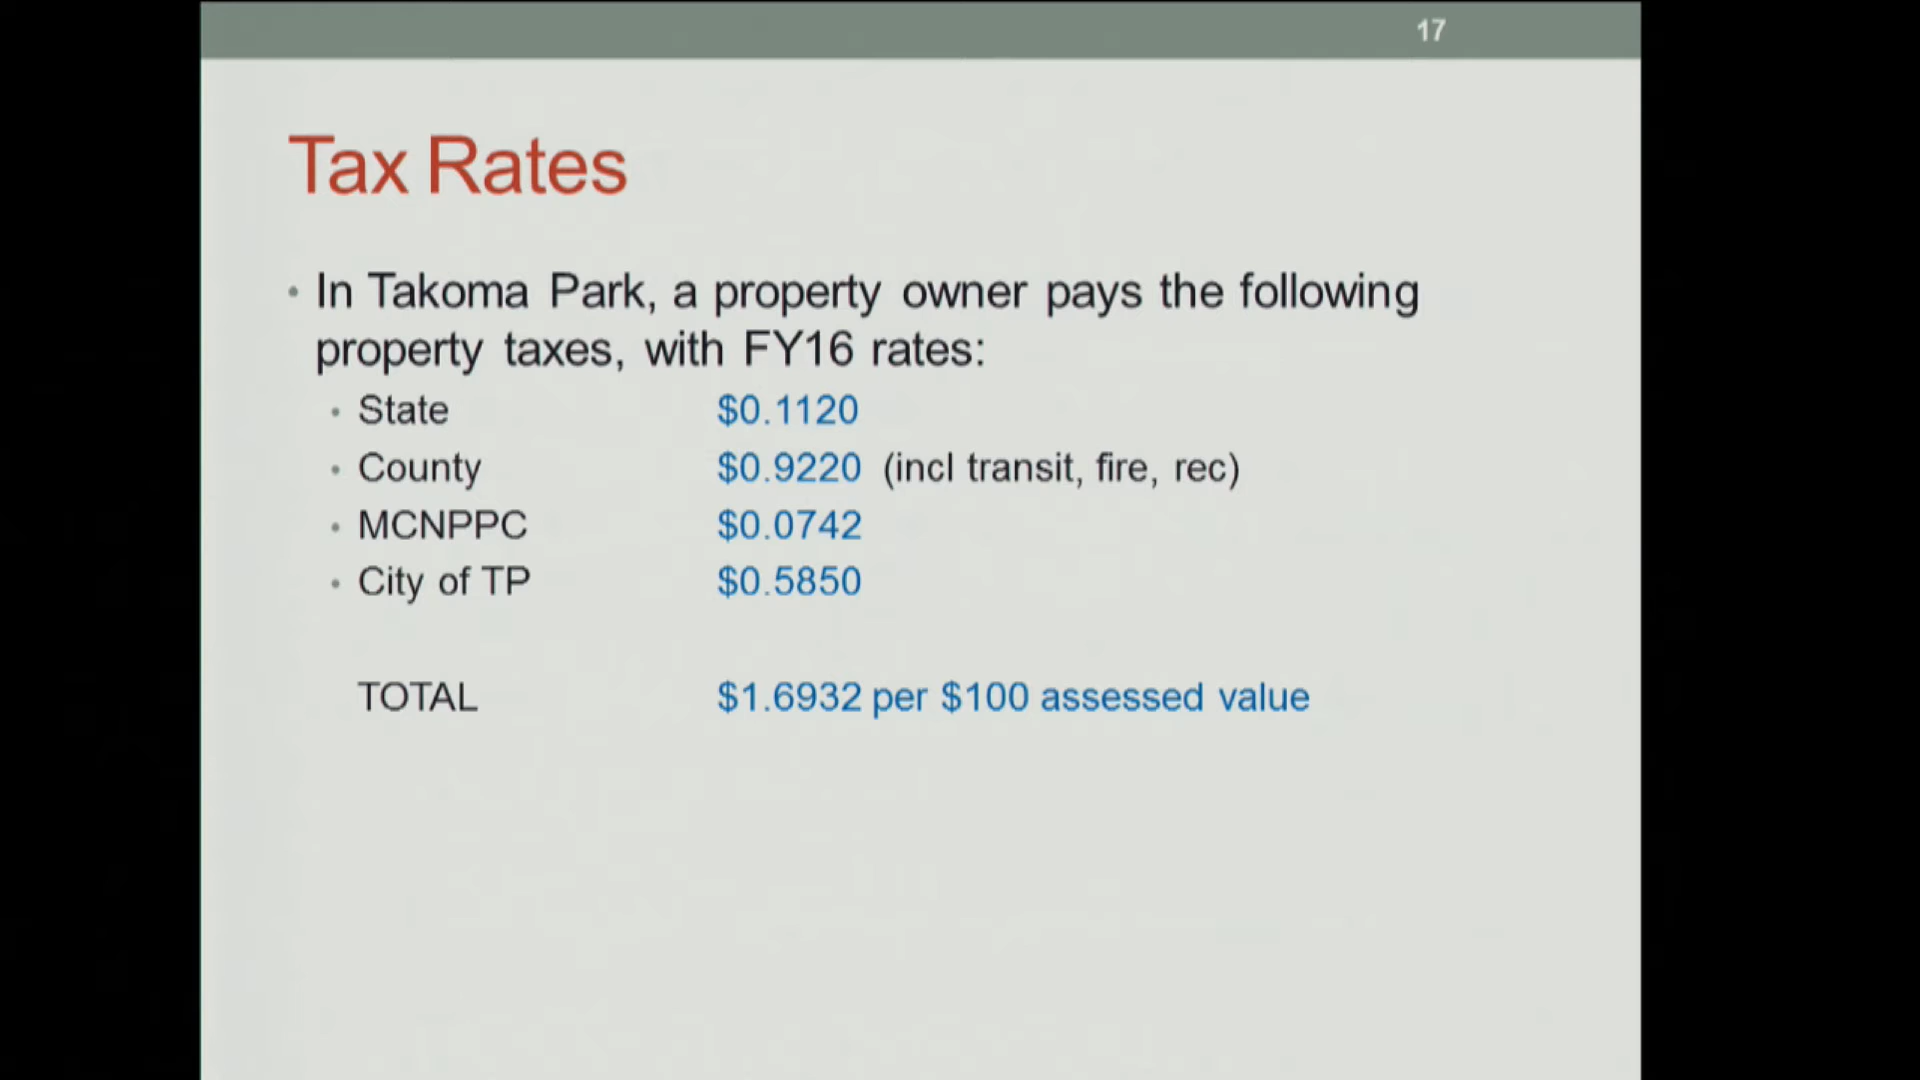 17
Tax Rates
• In Takoma Park, a property owner pays the following
property taxes, with FY16 rates:
• State $0.1120
• County $0.9220 (incl transit, fire, rec)
• MCNPPC $0.0742
• City of TP $0.5850
TOTAL $1.6932 per $100 assessed value